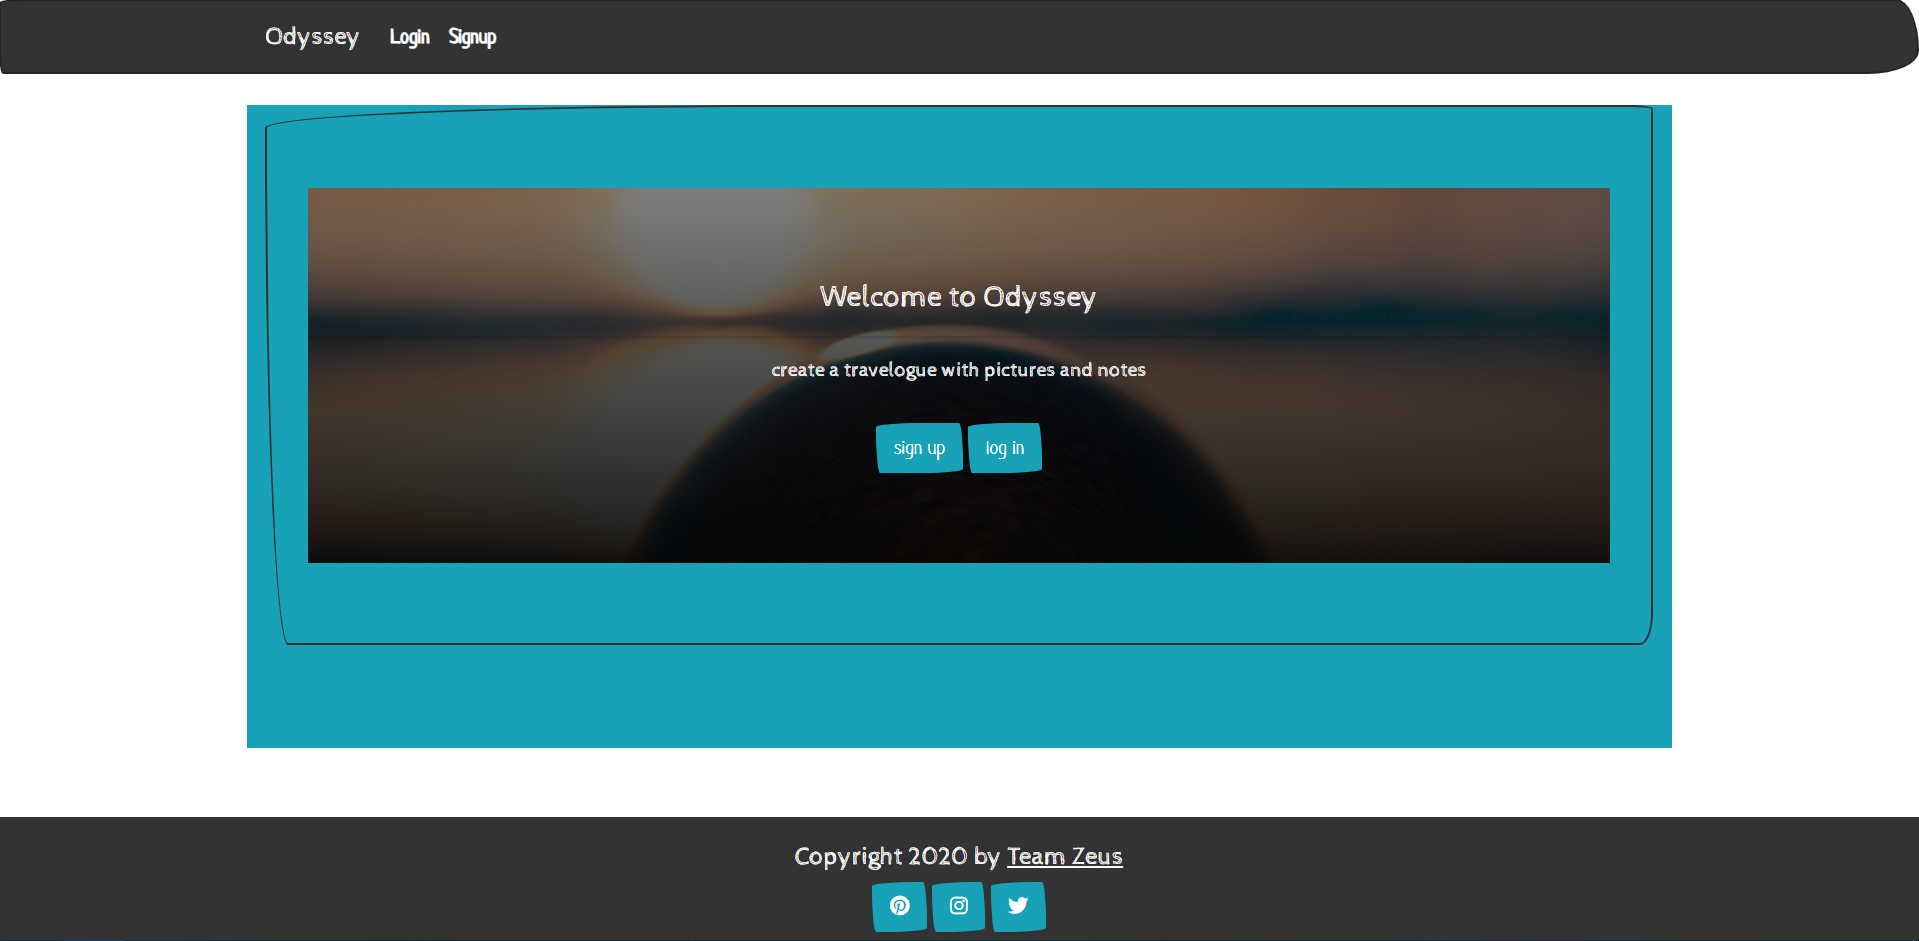 Odyssey Login Signup
Welcome to Odyssey
create a travelogue with pictures and notes
sign up log in
Copyright 2020 by Team Zeus